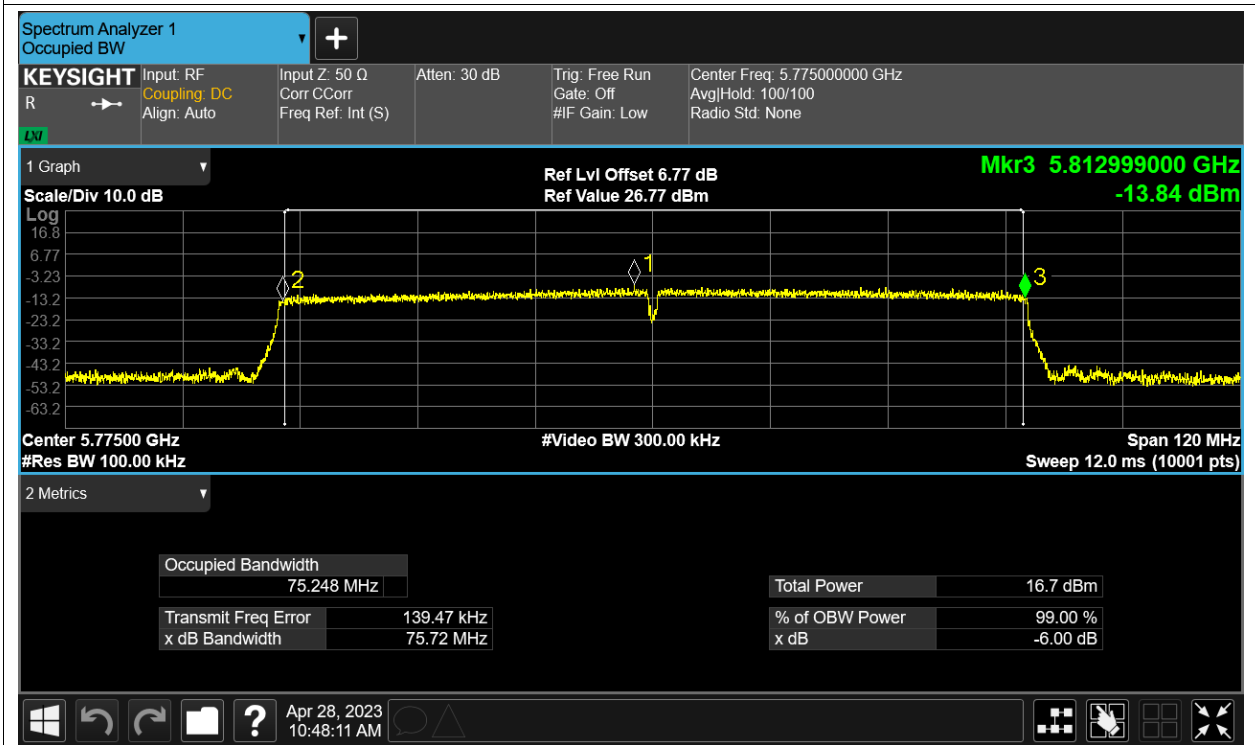 Spectrum Analyzer 1
Occupied BW
▼
+
KEYSIGHT Input: RF Input Z: 50 Ω Atten: 30 dB Trig: Free Run Center Freq: 5.775000000 GHz
R Coupling: DC Corr CCorr Gate: Off Avg|Hold: 100/100
Align: Auto Freq Ref: Int (S) #IF Gain: Low Radio Std: None
LXI
1 Graph ▼ Ref Lvl Offset 6.77 dB Mkr3 5.812999000 GHz
Scale/Div 10.0 dB Ref Value 26.77 dBm -13.84 dBm
Log
16.8
6.77
-3.23
-13.2
-23.2
-33.2
-43.2
-53.2
-63.2
2
1
3
Center 5.77500 GHz #Video BW 300.00 kHz Span 120 MHz
#Res BW 100.00 kHz Sweep 12.0 ms (10001 pts)
2 Metrics ▼
Occupied Bandwidth
75.248 MHz Total Power 16.7 dBm
Transmit Freq Error 139.47 kHz % of OBW Power 99.00 %
x dB Bandwidth 75.72 MHz x dB -6.00 dB
? Apr 28, 2023
10:48:11 AM